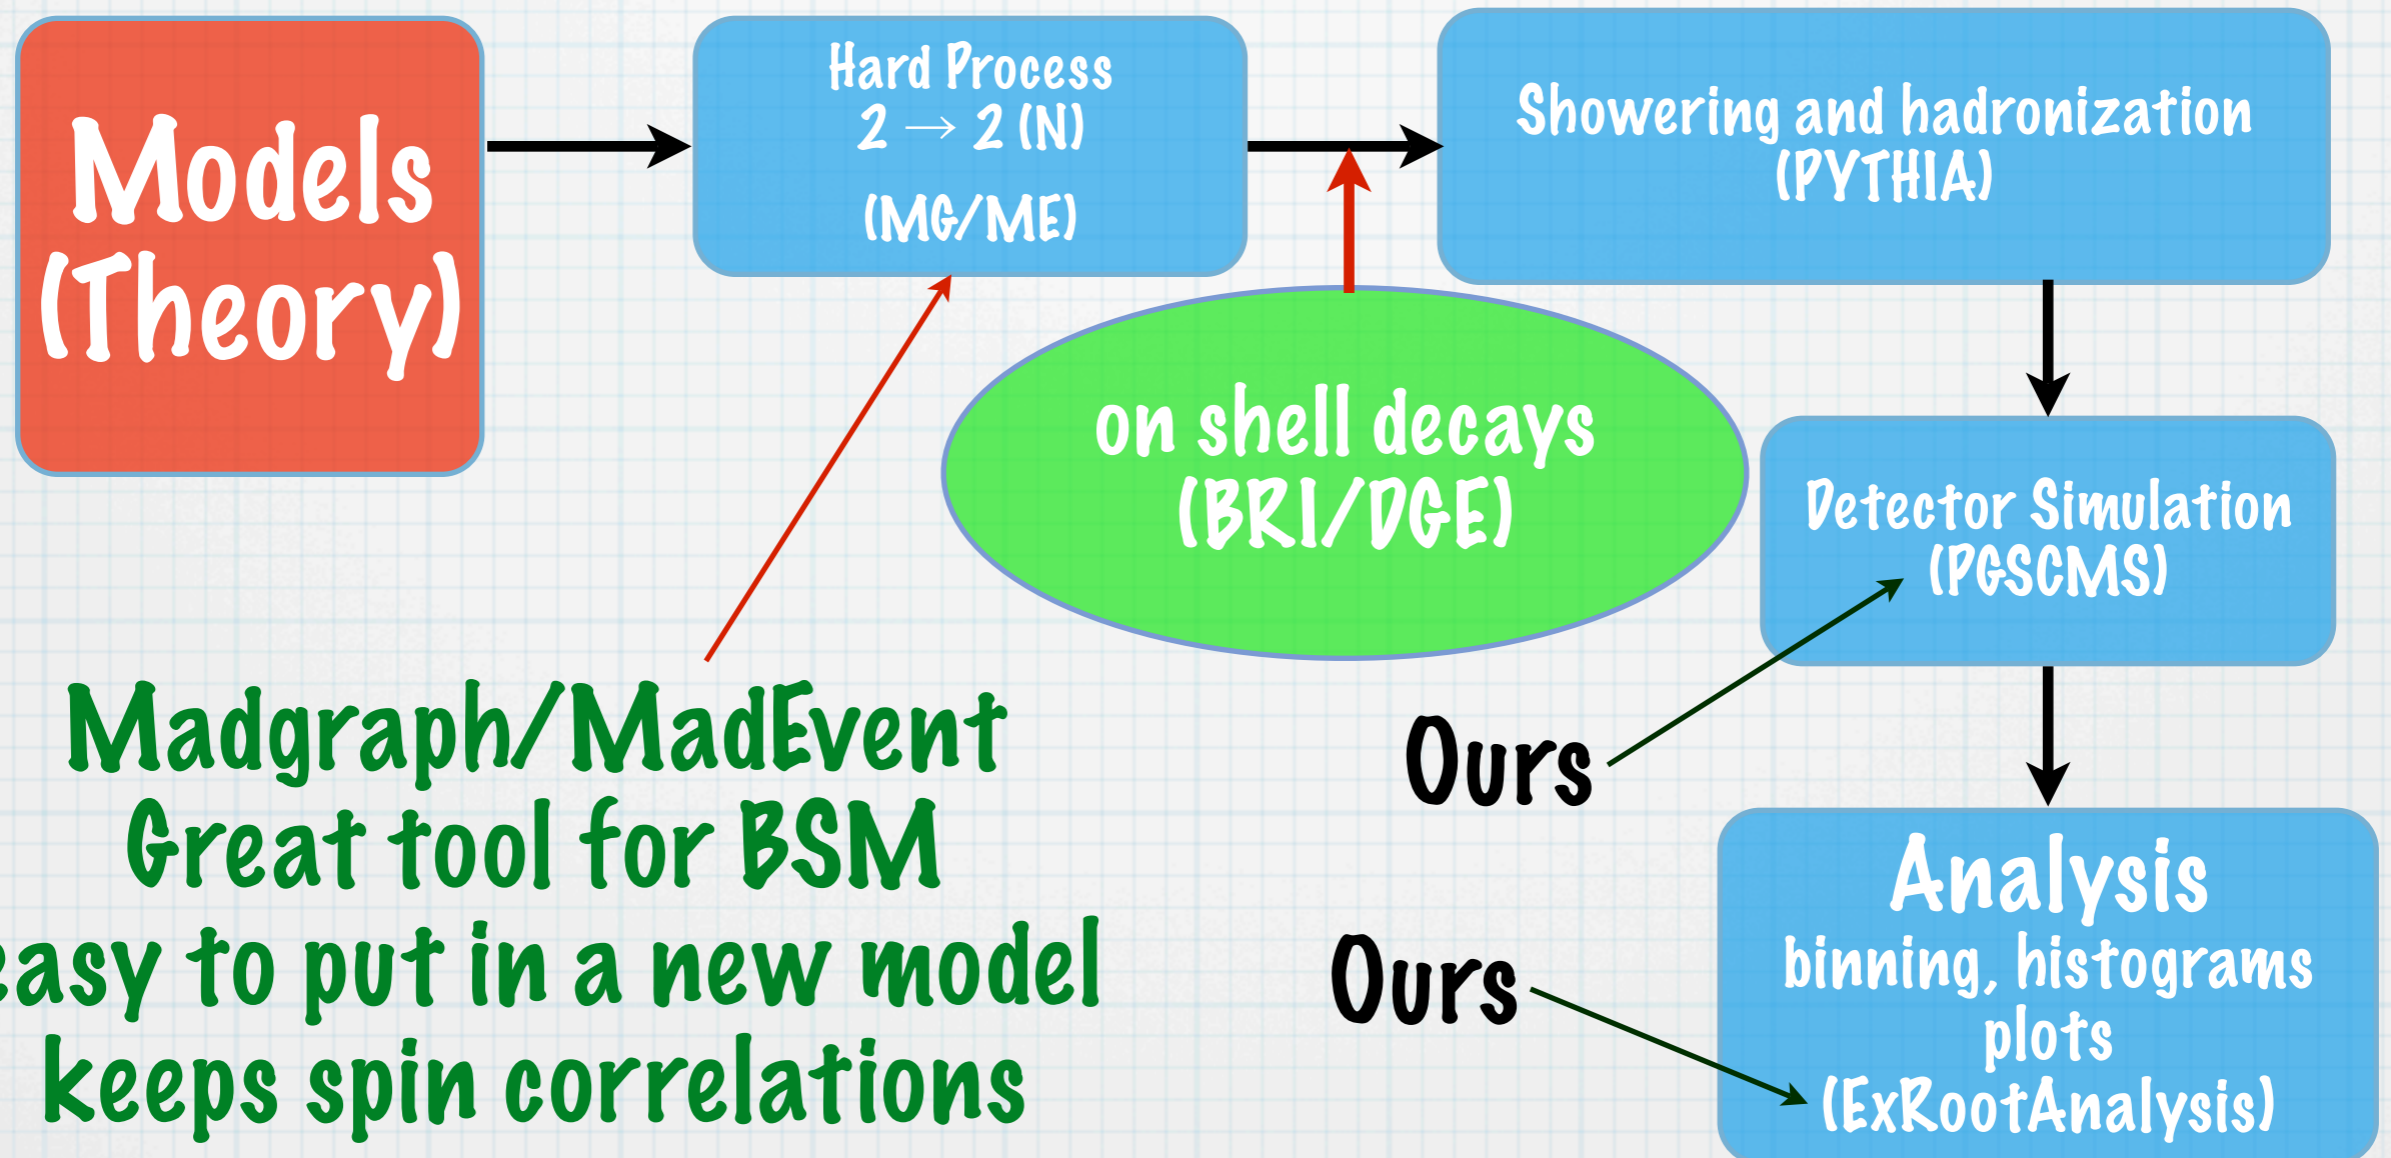 Models
(Theory)
Hard Process
2 → 2 (N)
(MG/ME)
Showering and hadronization
(PYTHIA)
on shell decays
(BRI/DGE)
Detector Simulation
(PGSCMS)
Ours
Ours
Analysis
binning, histograms
plots
(ExRootAnalysis)
Madgraph/MadEvent
Great tool for BSM
easy to put in a new model
keeps spin correlations